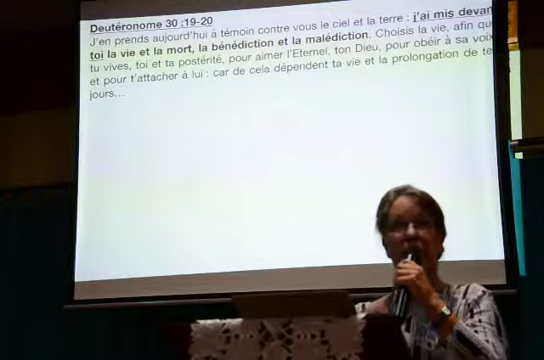 Deutéronome 30 :19-20
J'en prends aujourd'hui à témoin contre vous le ciel et la terre : j'ai mis devan
toi la vie et la mort, la bénédiction et la malédiction. Choisis la vie, afin qu
tu vives, toi et ta postérité, pour aimer l'Eternel, ton Dieu, pour obéir à sa voix
et pour t'attacher à lui : car de cela dépendent ta vie et la prolongation de te
jours...